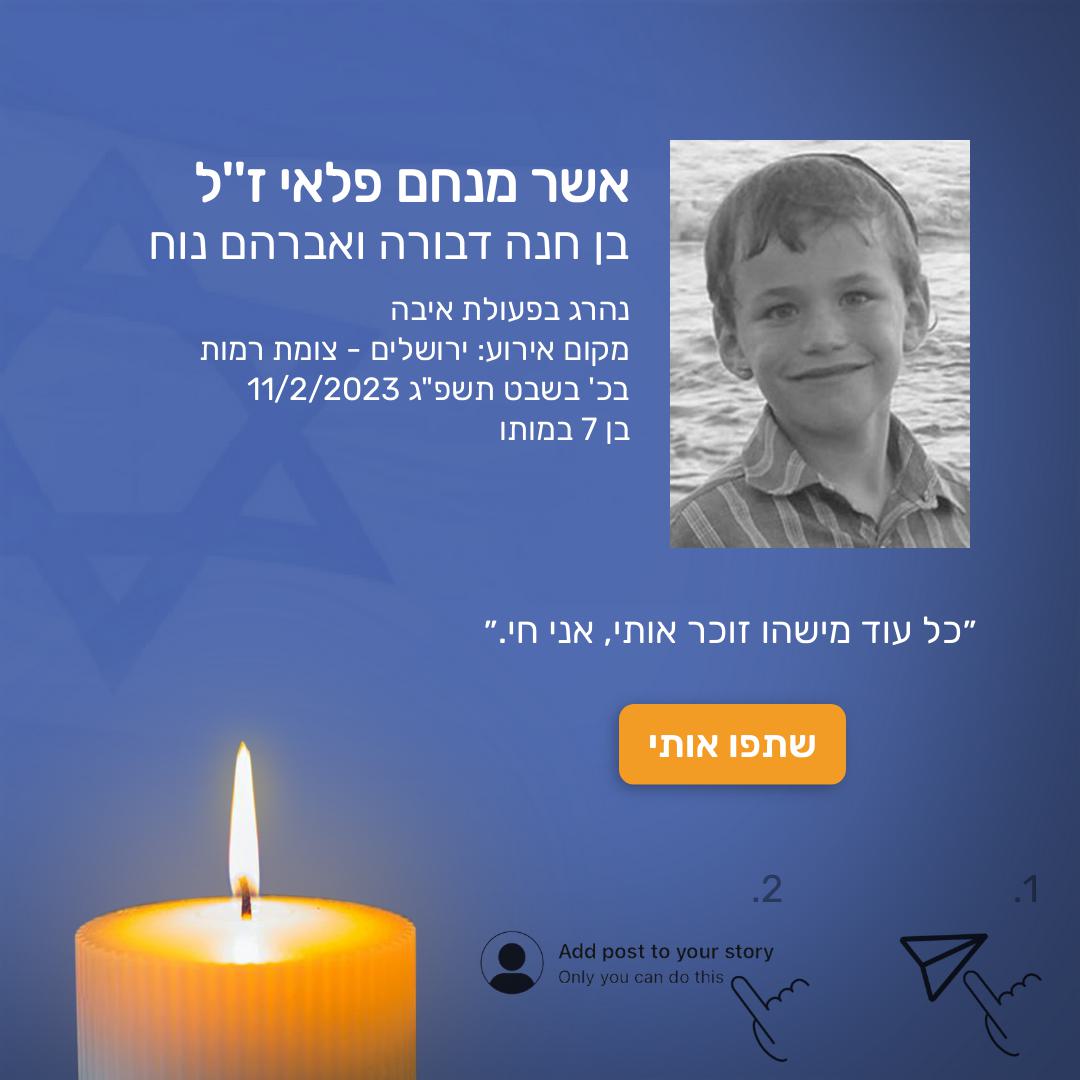 אשר מנחם פלאי ז"ל
בן חנה דבורה ואברהם נוח
נהרג בפעולת איבה
מקום אירוע: ירושלים - צומת רמות
בכ' בשבט תשפ"ג 11/2/2023
בן 7 במותו
״כל עוד מישהו זוכר אותי, אני חי.״
שתפו אותי
1.
2.
Add post to your story
Only you can do this